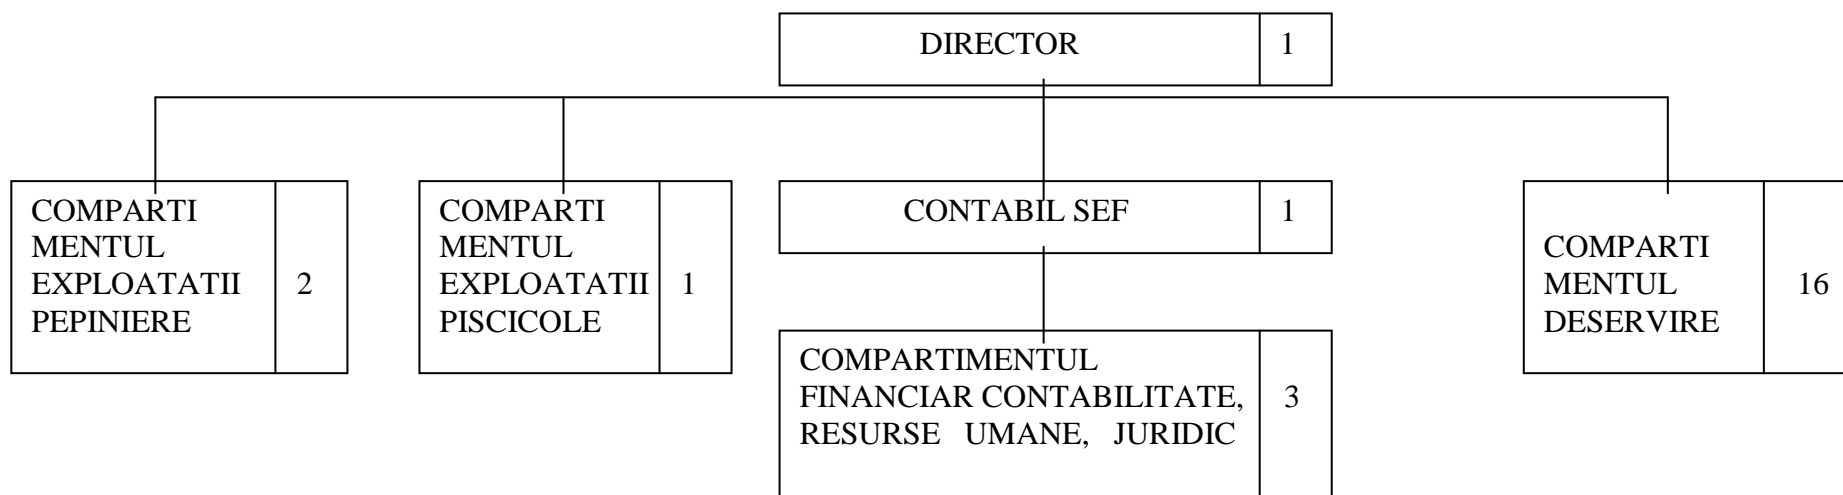 DIRECTOR 1
COMPARTI
MENTUL
EXPLOATATII
PEPINIERE
2
COMPARTI
MENTUL
EXPLOATATII
PISCICOLE
1
CONTABIL SEF 1
COMPARTIMENTUL
FINANCIAR CONTABILITATE,
RESURSE UMANE, JURIDIC
3
COMPARTI
MENTUL
DESERVIRE
16